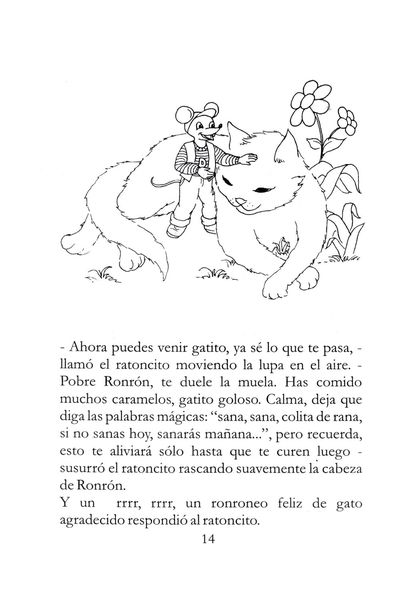 D
- Ahora puedes venir gatito, ya sé lo que te pasa, -
llamó el ratoncito moviendo la lupa en el aire. -
Pobre Ronrón, te duele la muela. Has comido
muchos caramelos, gatito goloso. Calma, deja que
diga las palabras mágicas: “sana, sana, colita de rana,
si no sanas hoy, sanarás mañana...”, pero recuerda,
esto te aliviará sólo hasta que te curen luego -
susurró el ratoncito rascando suavemente la cabeza
de Ronrón.
Y un rrrr, rrrr, un ronroneo feliz de gato
agradecido respondió al ratoncito.
14